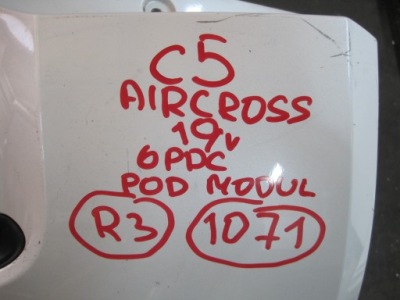 C5
AIRCROSS
19v
6PDC
POD MODUL
R3 1071